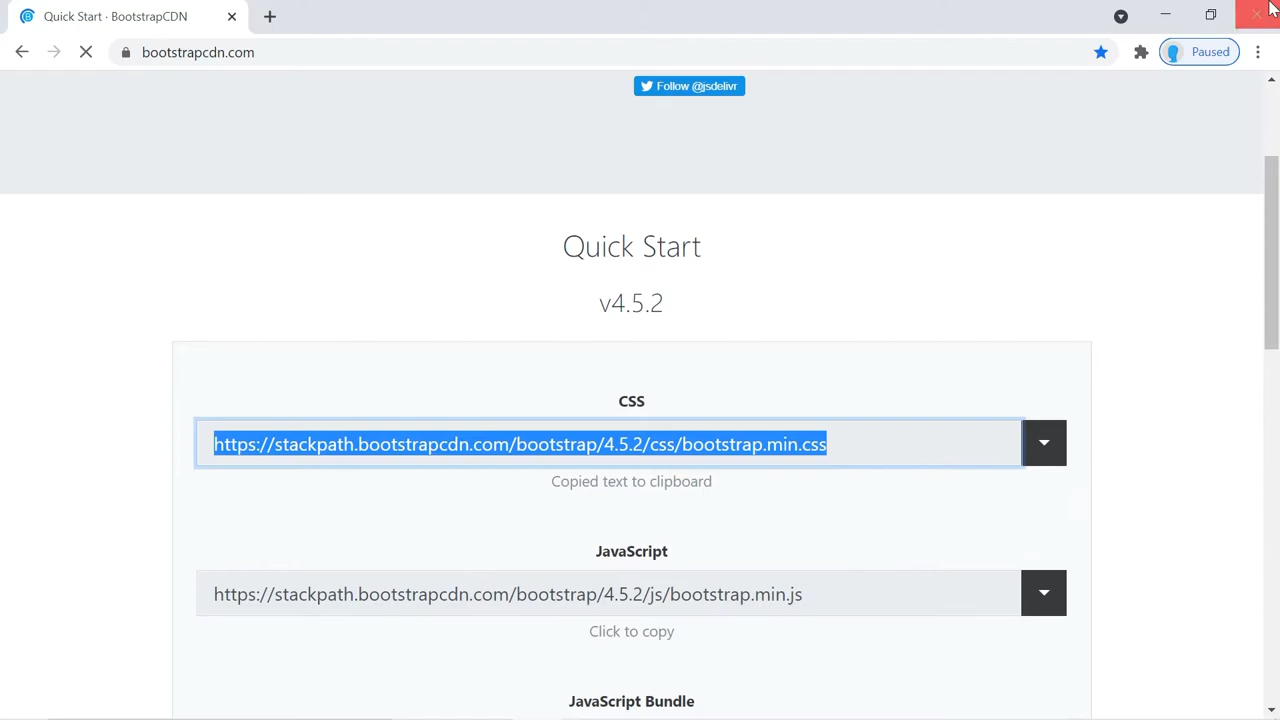 Quick Start · BootstrapCDN
bootstrapcdn.com
Paused
Follow @jsdelivr
Quick Start
v4.5.2
CSS
https://stackpath.bootstrapcdn.com/bootstrap/4.5.2/css/bootstrap.min.css
Copied text to clipboard
JavaScript
https://stackpath.bootstrapcdn.com/bootstrap/4.5.2/js/bootstrap.min.js
Click to copy
JavaScript Bundle